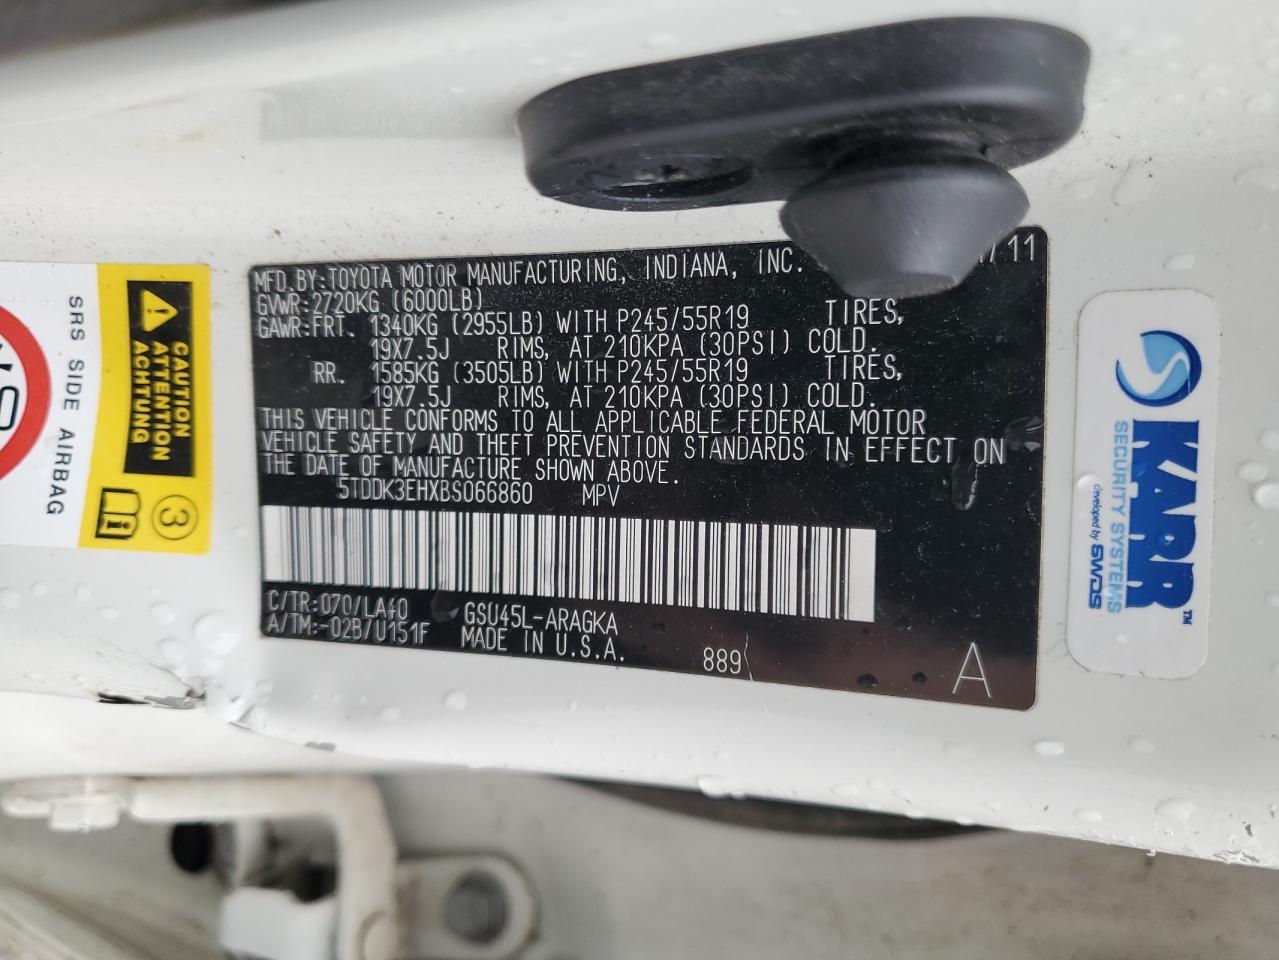 MFD.BY:TOYOTA MOTOR MANUFACTURING, INDIANA, INC.
/11
GVWR:2720KG (6000LB)
GAWR:FRT. 1340KG (2955LB) WITH P245/55R19 TIRES,
19X7.5J RIMS, AT 210KPA (30PSI) COLD.
RR. 1585KG (3505LB) WITH P245/55R19 TIRES,
19X7.5J RIMS, AT 210KPA (30PSI) COLD.
THIS VEHICLE CONFORMS TO ALL APPLICABLE FEDERAL MOTOR
VEHICLE SAFETY AND THEFT PREVENTION STANDARDS IN EFFECT ON
THE DATE OF MANUFACTURE SHOWN ABOVE.
5TDDK3EHXBS066860 MPV
C/TR:070/LA40 GSU45L-ARAGKA
A/TM:-02B/U151F MADE IN U.S.A. 889 A
CAUTION
ATTENTION
ACHTUNG
3
SRS SIDE AIRBAG
KARR™
SECURITY SYSTEMS
developed by SWDS